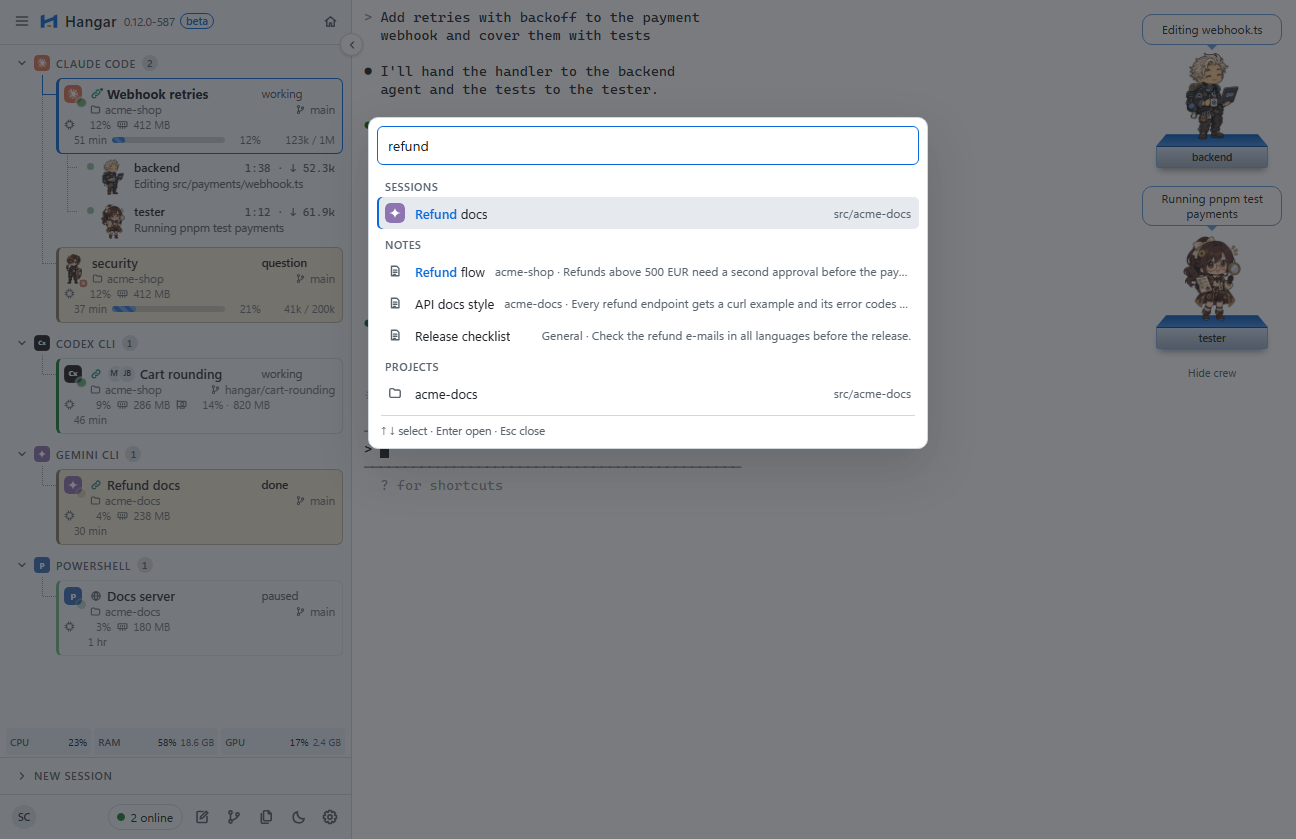 Hangar 0.12.0-587 beta
CLAUDE CODE 2
Webhook retries working
acme-shop main
12% 412 MB
51 min 12% 123k / 1M
backend 1:38 · ↓ 52.3k
Editing src/payments/webhook.ts
tester 1:12 · ↓ 61.9k
Running pnpm test payments
security question
acme-shop main
12% 412 MB
37 min 21% 41k / 200k
CODEX CLI 1
Cx M JB Cart rounding working
acme-shop hangar/cart-rounding
9% 286 MB 14% · 820 MB
46 min
GEMINI CLI 1
Refund docs done
acme-docs main
4% 238 MB
30 min
P POWERSHELL 1
P Docs server paused
acme-docs main
3% 180 MB
1 hr
CPU 23% RAM 58% 18.6 GB GPU 17% 2.4 GB
NEW SESSION
SC 2 online
> Add retries with backoff to the payment
webhook and cover them with tests
● I'll hand the handler to the backend
agent and the tests to the tester.
refund
SESSIONS
Refund docs src/acme-docs
NOTES
Refund flow acme-shop · Refunds above 500 EUR need a second approval before the pay...
API docs style acme-docs · Every refund endpoint gets a curl example and its error codes ...
Release checklist General · Check the refund e-mails in all languages before the release.
PROJECTS
acme-docs src/acme-docs
↑↓ select · Enter open · Esc close
>
? for shortcuts
Editing webhook.ts
backend
Running pnpm test
payments
tester
Hide crew